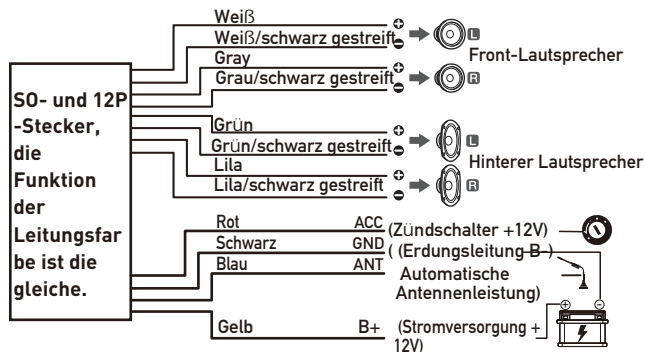 Weiß
Weiß/schwarz gestreift
Gray
Grau/schwarz gestreift
L
Front-Lautsprecher
R
SO- und 12P
-Stecker,
die
Funktion
der
Leitungsfar
be ist die
gleiche.
Grün
Grün/schwarz gestreift
Lila
Lila/schwarz gestreift
L
Hinterer Lautsprecher
R
Rot ACC (Zündschalter +12V)
Schwarz GND ( (Erdungsleitung B-)
Blau ANT Automatische
Antennenleistung)
Gelb B+ (Stromversorgung +
12V)